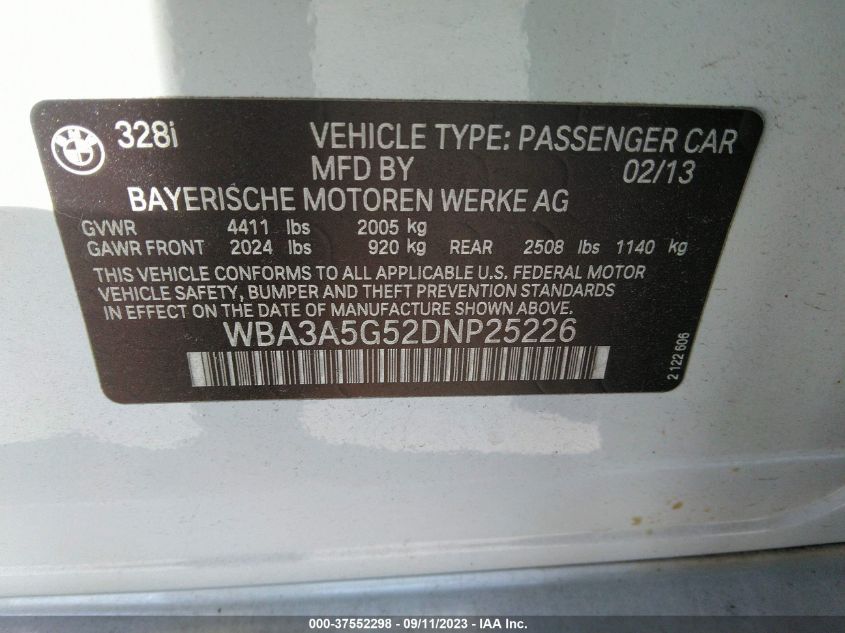 BMW
328i VEHICLE TYPE: PASSENGER CAR
MFD BY 02/13
BAYERISCHE MOTOREN WERKE AG
GVWR 4411 lbs 2005 kg
GAWR FRONT 2024 lbs 920 kg REAR 2508 lbs 1140 kg
THIS VEHICLE CONFORMS TO ALL APPLICABLE U.S. FEDERAL MOTOR
VEHICLE SAFETY, BUMPER AND THEFT PREVENTION STANDARDS
IN EFFECT ON THE DATE OF MANUFACTURE SHOWN ABOVE.
WBA3A5G52DNP25226
2 122 606
000-37552298 - 09/11/2023 - IAA Inc.